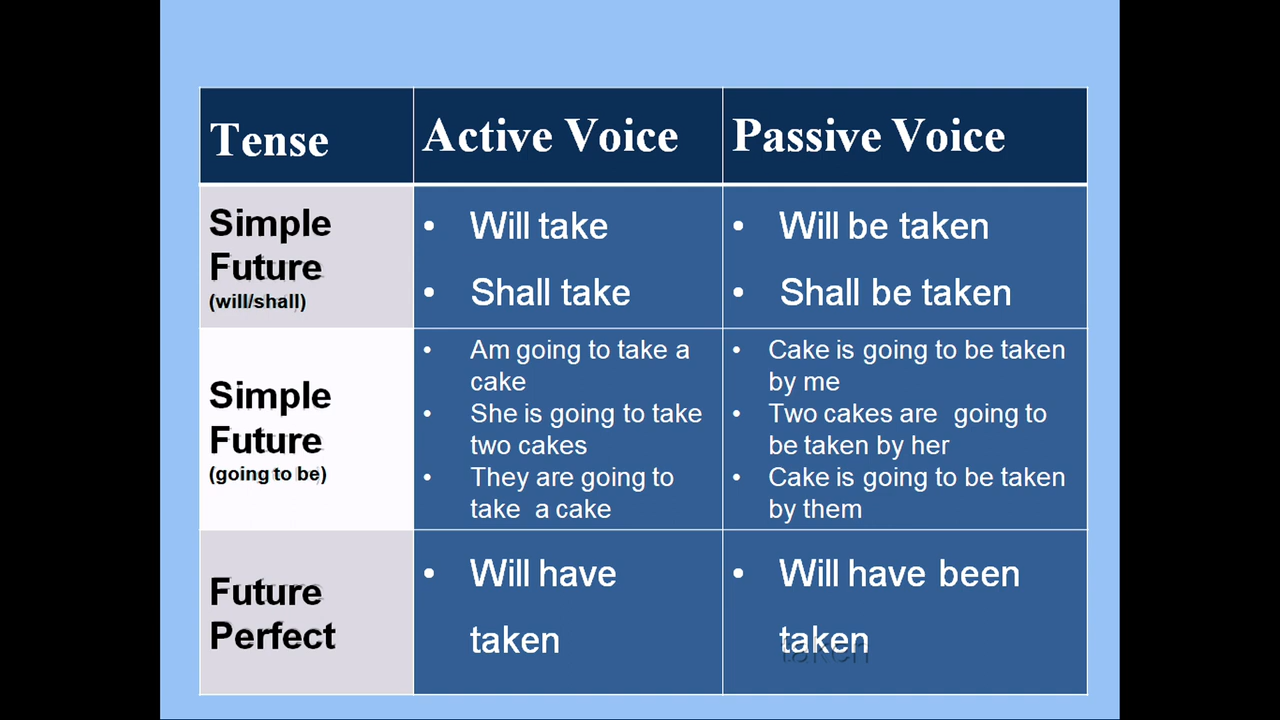 Tense Active Voice Passive Voice
Simple
Future
(will/shall)
• Will take
• Shall take
• Will be taken
• Shall be taken
Simple
Future
(going to be)
• Am going to take a
cake
• She is going to take
two cakes
• They are going to
take a cake
• Cake is going to be taken
by me
• Two cakes are going to
be taken by her
• Cake is going to be taken
by them
Future
Perfect
• Will have
taken
• Will have been
taken